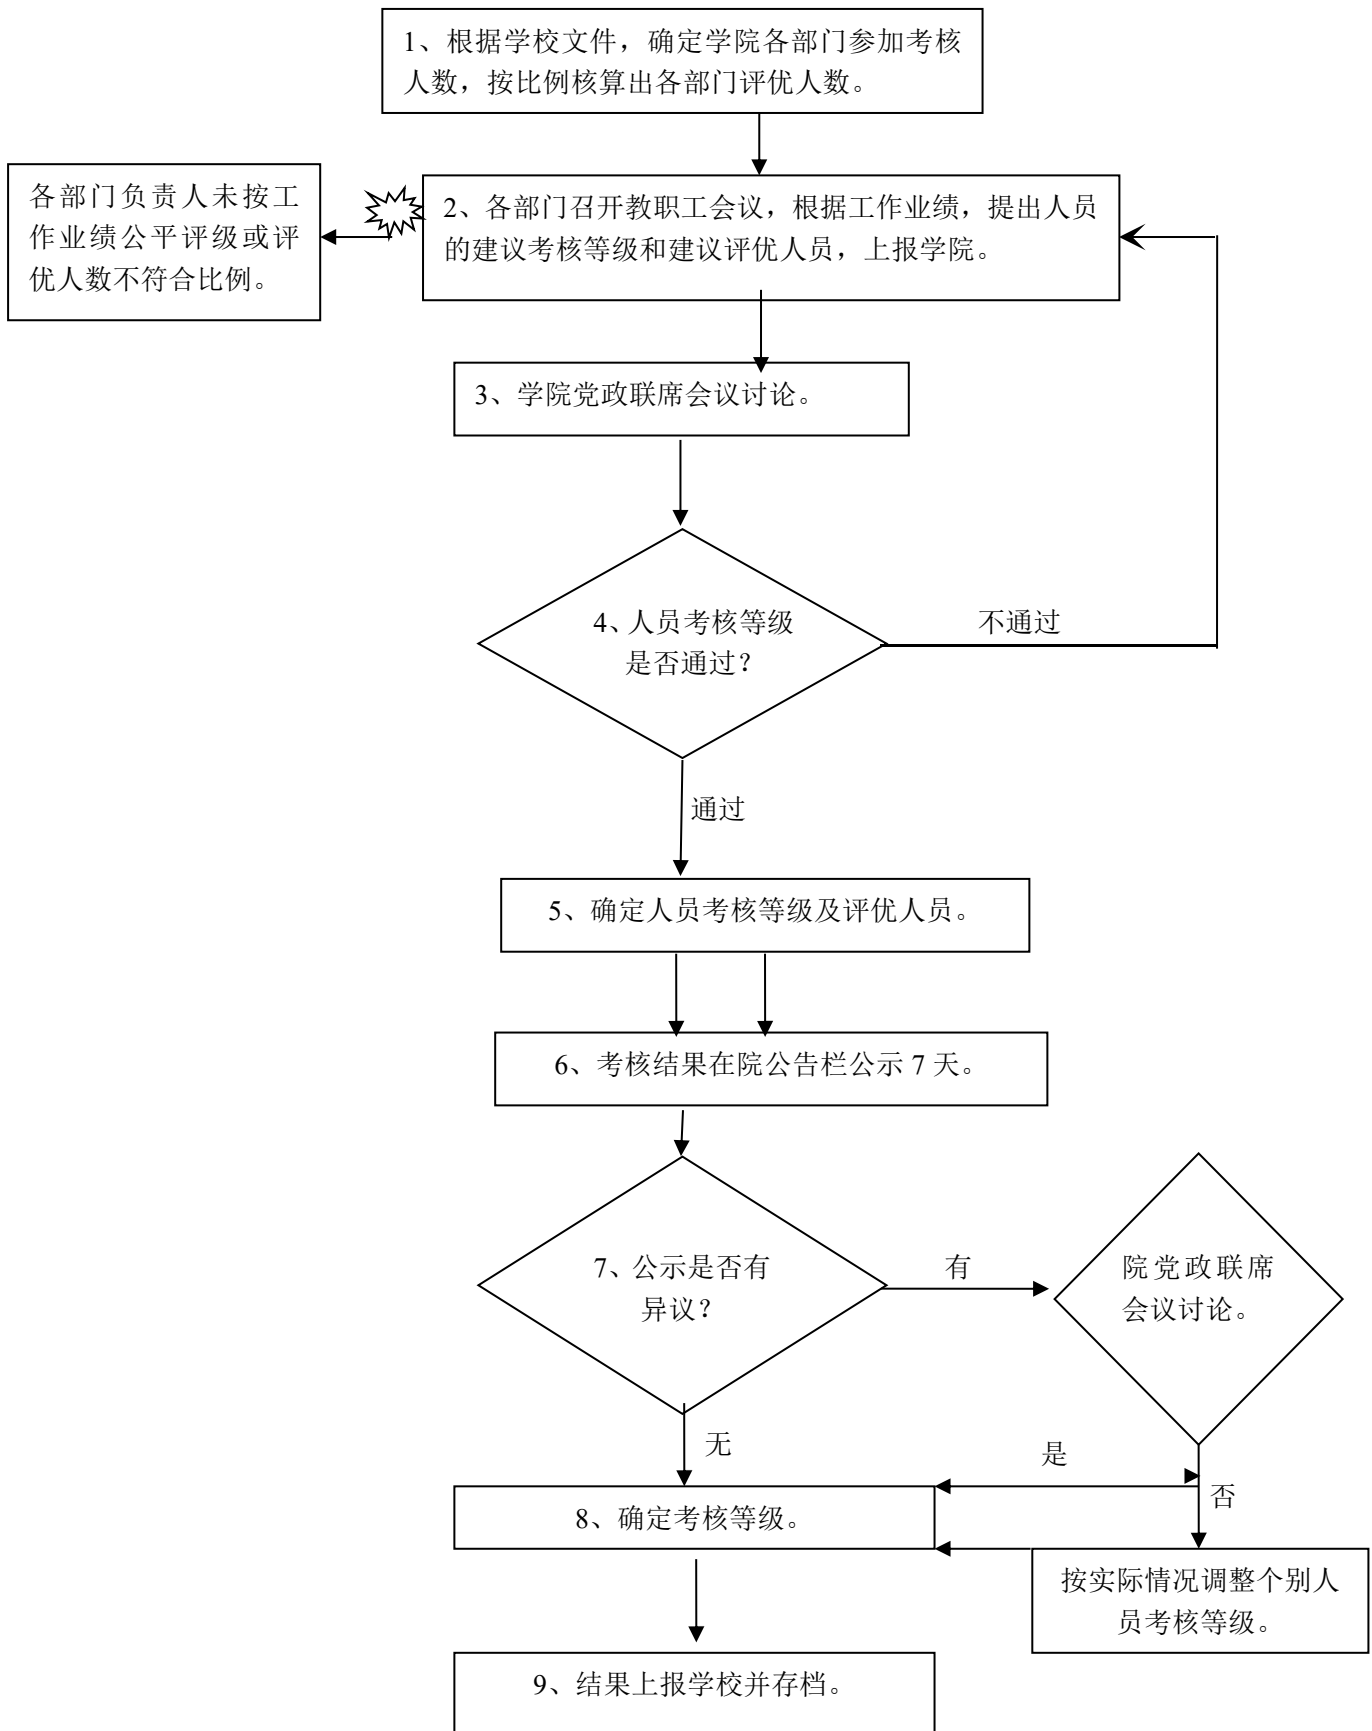 1、根据学校文件，确定学院各部门参加考核
人数，按比例核算出各部门评优人数。
各部门负责人未按工
作业绩公平评级或评
优人数不符合比例。
2、各部门召开教职工会议，根据工作业绩，提出人员
的建议考核等级和建议评优人员，上报学院。
3、学院党政联席会议讨论。
4、人员考核等级
是否通过？
不通过
通过
5、确定人员考核等级及评优人员。
6、考核结果在院公告栏公示 7 天。
7、公示是否有
异议？
有
院党政联席
会议讨论。
无
是
否
8、确定考核等级。
按实际情况调整个别人
员考核等级。
9、结果上报学校并存档。